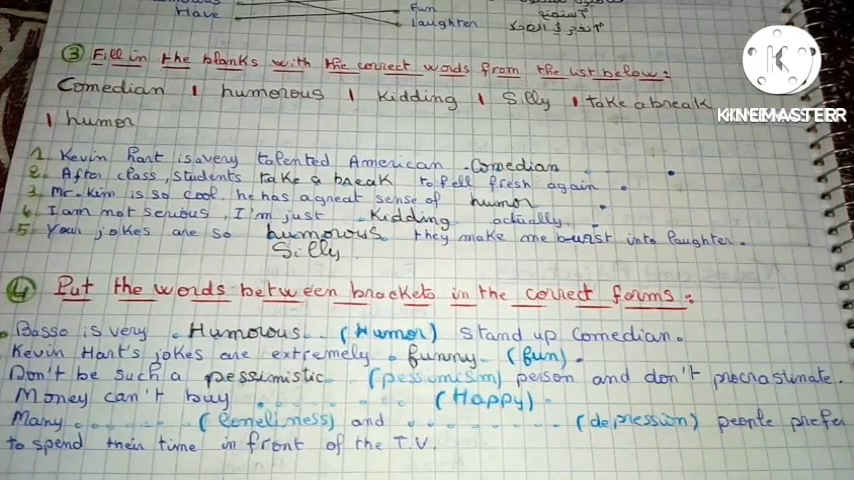 Have Fun
laughter
③ Fill in the blanks with the correct words from the list below:
Comedian | humorous | Kidding | Silly | take a break
| humor
1 Kevin hart is a very talented American .Comedian
2. After class, students take a break to fell fresh again .
3 Mr. Kim is so cool he has a great sense of humor .
4 I am not serious, I'm just .Kidding actually.
5 Your jokes are so humorous they make me burst into laughter.
Silly.
④ Put the words between brackets in the correct forms:
Basso is very .Humorous. (Humor) stand up comedian.
Kevin Hart's jokes are extremely . funny (fun) .
Don't be such a pessimistic (pessimism) person and don't procrastinate.
Money can't buy ........ (Happy) .
Many ........ (loneliness) and ........ (depression) people prefer
to spend their time in front of the T.V.
K
KINEMASTER